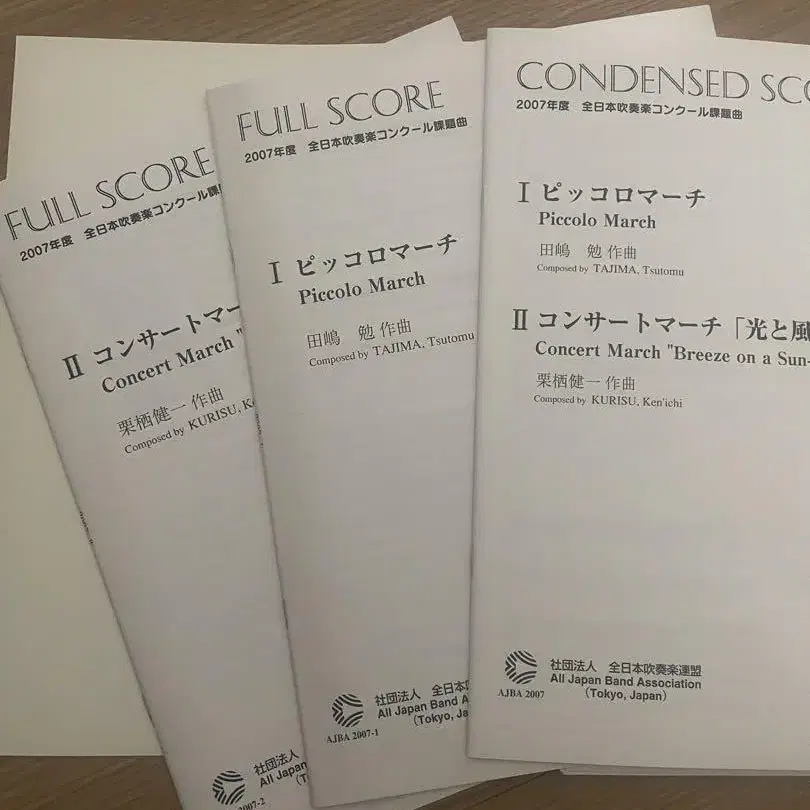 FULL SCORE
2007年度 全日本吹奏楽コンクール課
Ⅱ コンサートマー
Concert March "
栗栖健一 作曲
Composed by KURISU,
社団法人
All Japan
007-2
FULL SCORE
2007年度 全日本吹奏楽コンクール課題曲
Ⅰ ピッコロマーチ
Piccolo March
田嶋 勉 作曲
Composed by TAJIMA, Tsutomu
社団法人 全日本
All Japan Band A
(Tokyo, Ja
AJBA 2007-1
CONDENSED SCO
2007年度 全日本吹奏楽コンクール課題曲
Ⅰ ピッコロマーチ
Piccolo March
田嶋 勉 作曲
Composed by TAJIMA, Tsutomu
Ⅱ コンサートマーチ「光と風
Concert March "Breeze on a Sun-
栗栖健一 作曲
Composed by KURISU, Ken'ichi
社団法人 全日本吹奏楽連盟
All Japan Band Association
(Tokyo, Japan)
AJBA 2007